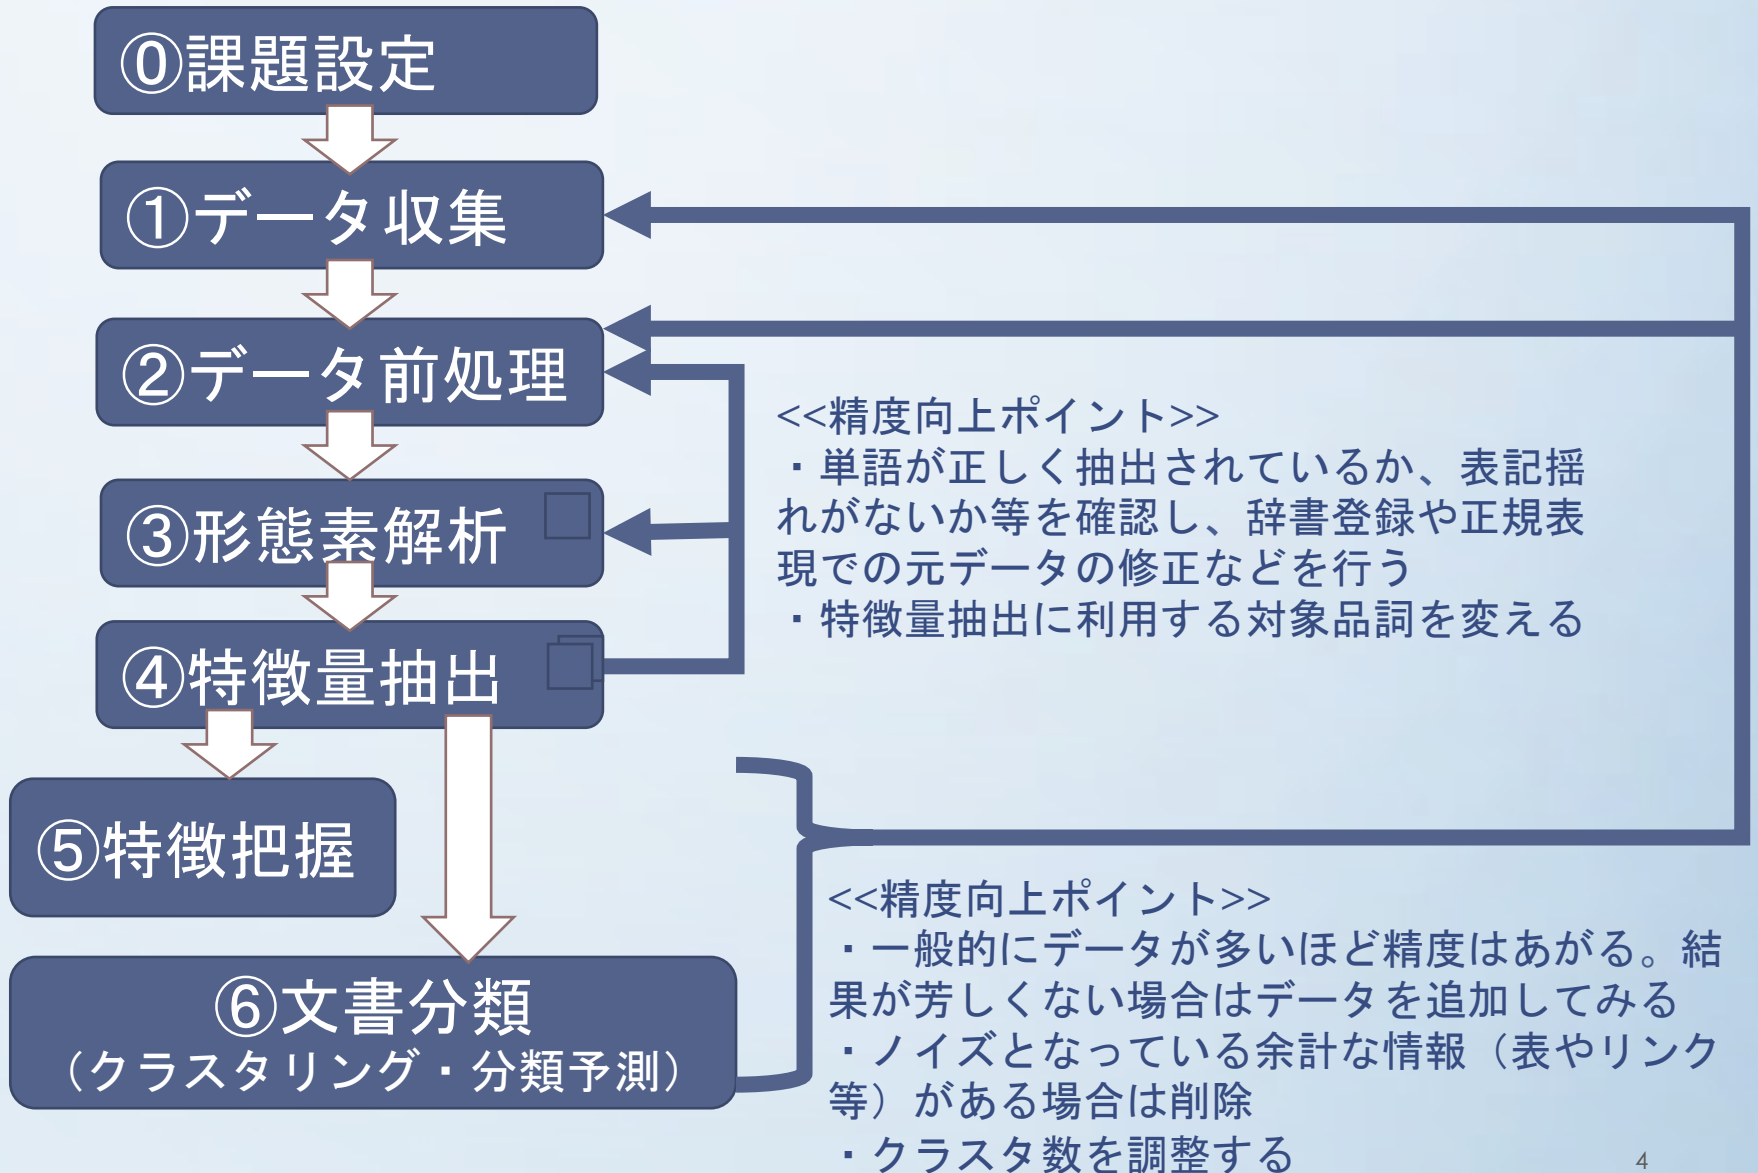 ⓪課題設定
①データ収集
②データ前処理
③形態素解析
④特徴量抽出
⑤特徴把握
⑥文書分類
（クラスタリング・分類予測）
<<精度向上ポイント>>
・単語が正しく抽出されているか、表記揺
れがないか等を確認し、辞書登録や正規表
現での元データの修正などを行う
・特徴量抽出に利用する対象品詞を変える
<<精度向上ポイント>>
・一般的にデータが多いほど精度はあがる。結
果が芳しくない場合はデータを追加してみる
・ノイズとなっている余計な情報（表やリンク
等）がある場合は削除
・クラスタ数を調整する
4